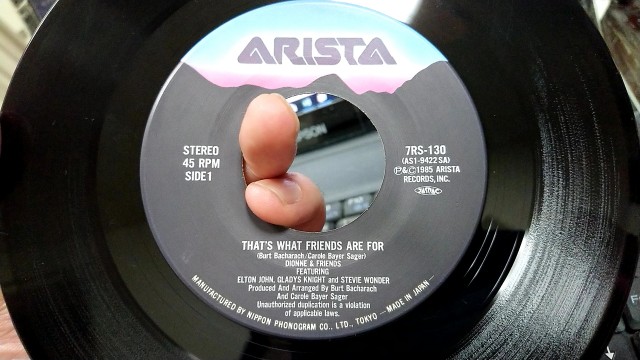 ARISTA
STEREO
45 RPM
SIDE1
7RS-130
(AS1-9422SA)
Ⓟ&©1985 ARISTA
RECORDS, INC.
THAT'S WHAT FRIENDS ARE FOR
(Burt Bacharach/Carole Bayer Sager)
DIONNE & FRIENDS
FEATURING
ELTON JOHN, GLADYS KNIGHT and STEVIE WONDER
Produced And Arranged By Burt Bacharach
And Carole Bayer Sager
Unauthorized duplication is a violation
of applicable laws.
MANUFACTURED BY NIPPON PHONOGRAM CO., LTD., TOKYO —MADE IN JAPAN—